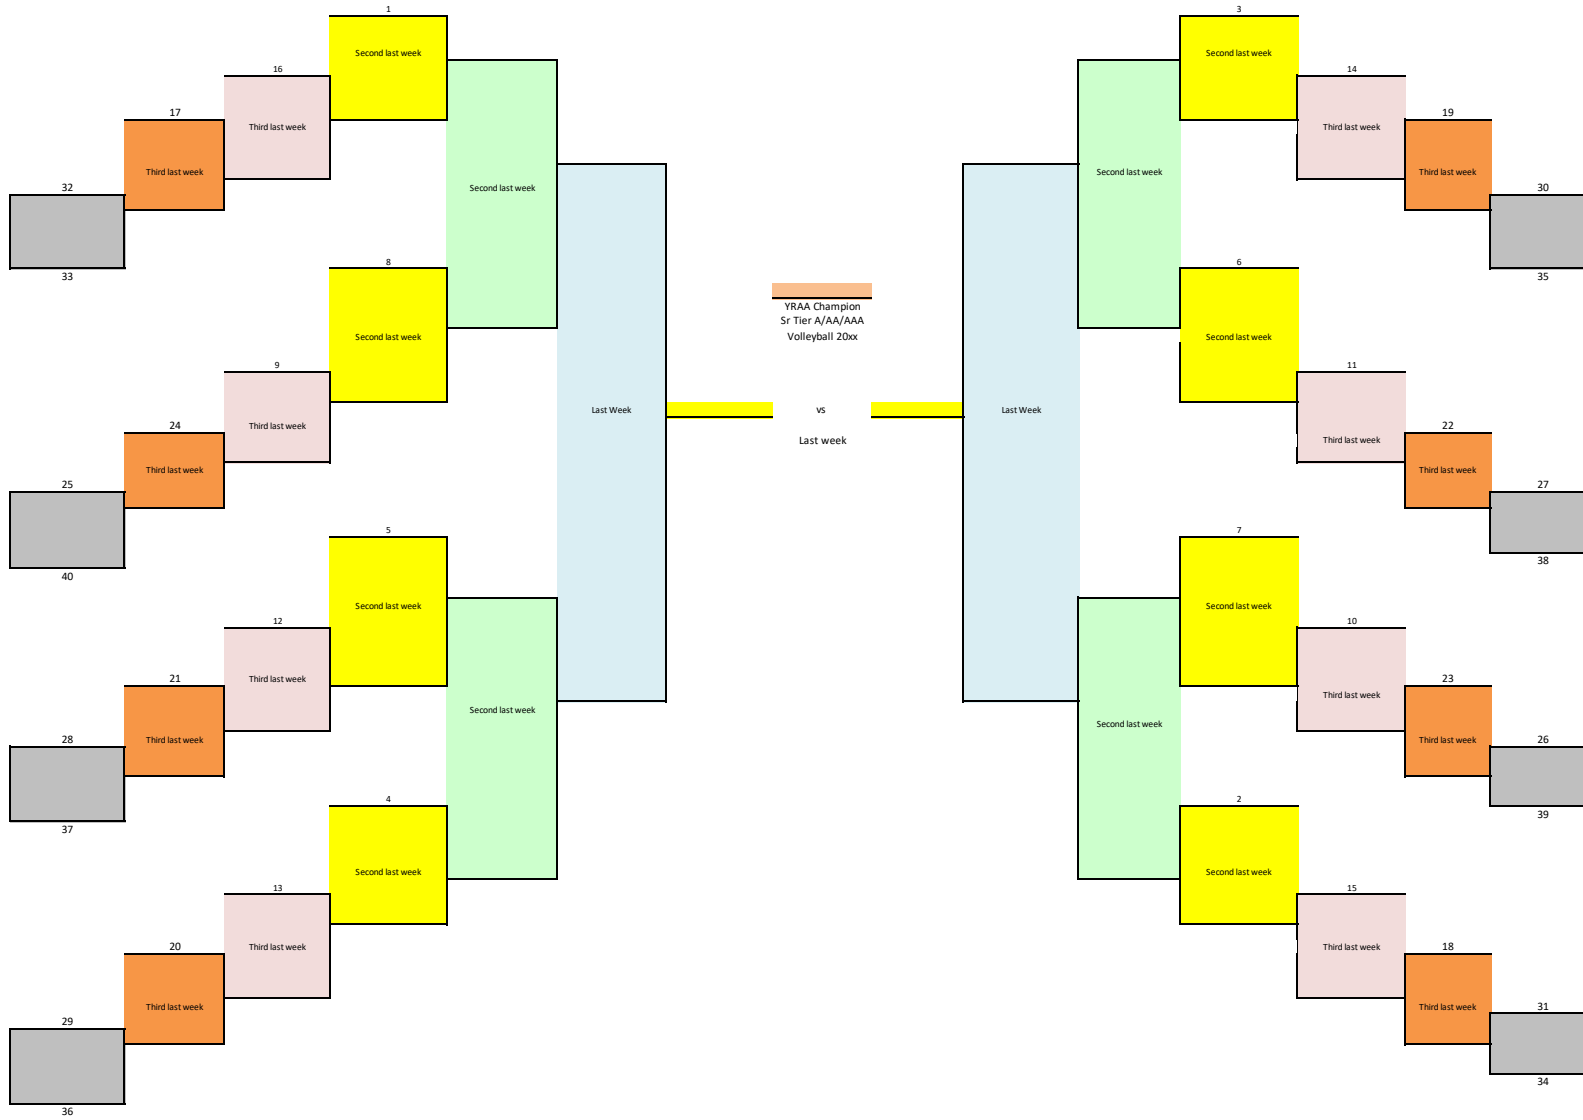 1
3
16
14
Second last week
Second last week
17
19
Third last week
Third last week
Third last week
Third last week
32
30
Second last week
Second last week
8
6
33
35
YRAA Champion
Sr Tier A/AA/AAA
Volleyball 20xx
Second last week
Second last week
9
11
Last Week
vs
Last Week
24
22
Third last week
Last week
Third last week
Third last week
Third last week
25
27
5
7
40
38
Second last week
Second last week
12
10
21
23
Third last week
Third last week
Second last week
Second last week
28
26
Third last week
Third last week
4
2
37
39
Second last week
Second last week
13
15
20
18
Third last week
Third last week
Third last week
Third last week
29
31
36
34